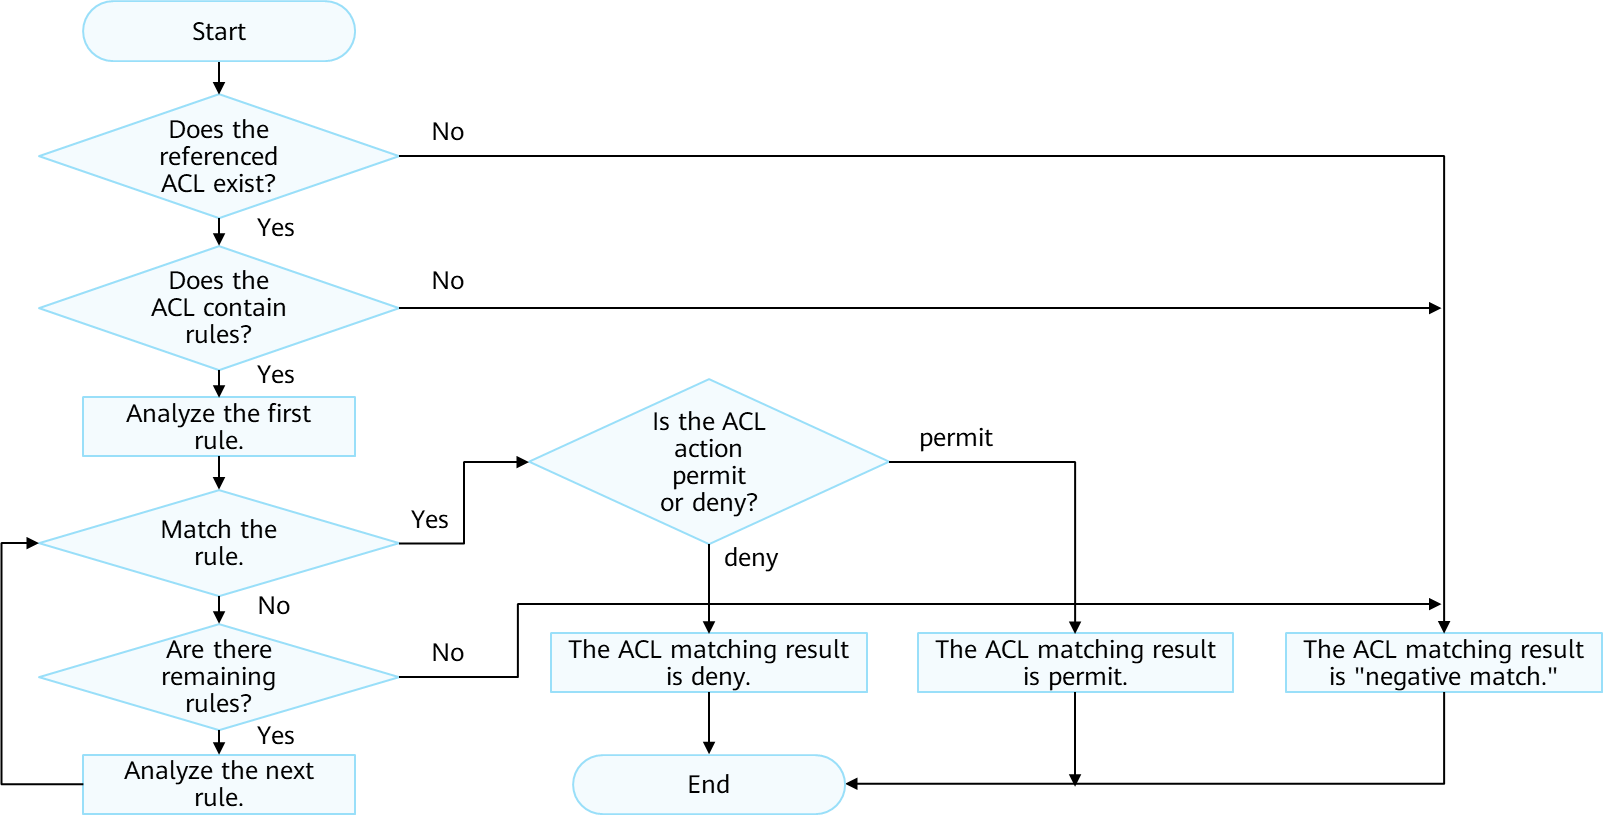 Start
Does the
referenced
ACL exist?
No
Yes
Does the
ACL contain
rules?
No
Yes
Analyze the first
rule.
Match the
rule.
Yes
Is the ACL
action
permit
or deny?
permit
deny
No
Are there
remaining
rules?
No
Yes
Analyze the next
rule.
The ACL matching result
is deny.
The ACL matching result
is permit.
The ACL matching result
is "negative match."
End